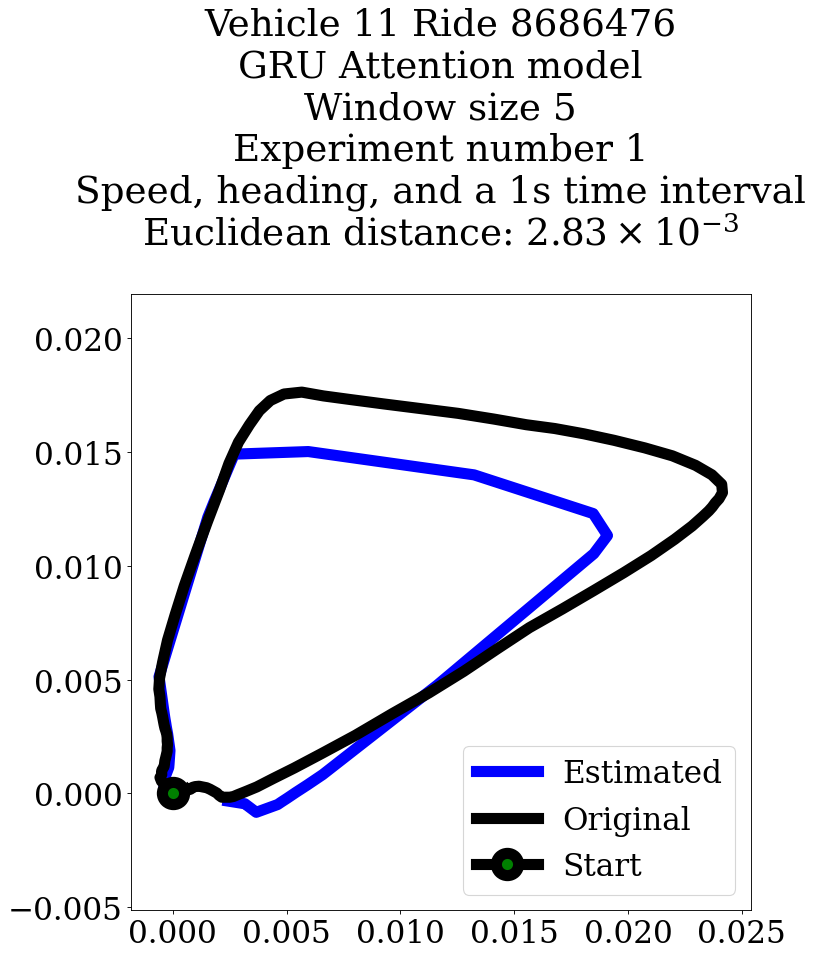 Vehicle 11 Ride 8686476
GRU Attention model
Window size 5
Experiment number 1
Speed, heading, and a 1s time interval
Euclidean distance: 2.83 × 10⁻³
0.020
0.015
0.010
0.005
0.000
−0.005
Estimated
Original
Start
0.000 0.005 0.010 0.015 0.020 0.025